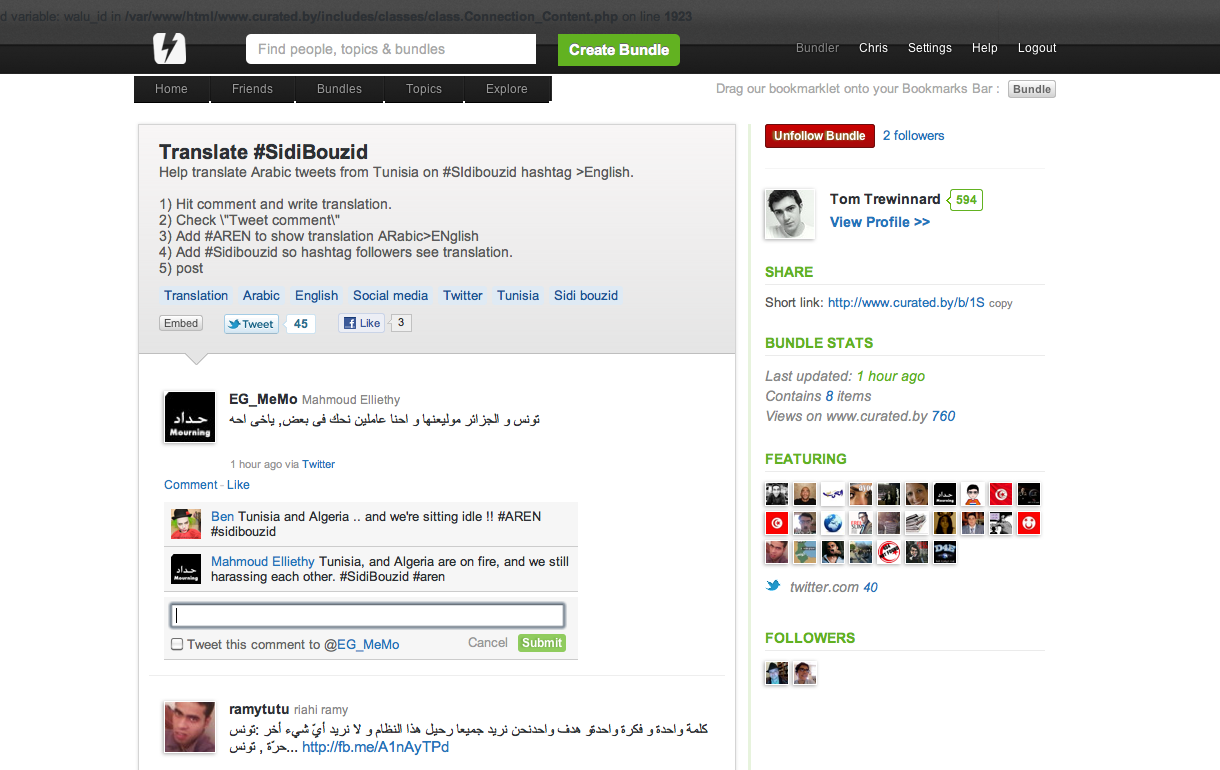 d variable: walu_id in /var/www/html/www.curated.by/includes/classes/class.Connection_Content.php on line 1923
Find people, topics & bundles
Create Bundle
Bundler Chris Settings Help Logout
Home Friends Bundles Topics Explore
Drag our bookmarklet onto your Bookmarks Bar : Bundle
Translate #SidiBouzid
Help translate Arabic tweets from Tunisia on #SIdibouzid hashtag >English.
1) Hit comment and write translation.
2) Check \"Tweet comment\"
3) Add #AREN to show translation ARabic>ENglish
4) Add #Sidibouzid so hashtag followers see translation.
5) post
Translation Arabic English Social media Twitter Tunisia Sidi bouzid
Embed Tweet 45 Like 3
EG_MeMo Mahmoud Elliethy
تونس و الجزائر موليعنها و احنا عاملين نحك فى بعض, ياخى احه
حداد
Mourning
1 hour ago via Twitter
Comment - Like
Ben Tunisia and Algeria .. and we're sitting idle !! #AREN
#sidibouzid
حداد
Mourning
Mahmoud Elliethy Tunisia, and Algeria are on fire, and we still
harassing each other. #SidiBouzid #aren
Tweet this comment to @EG_MeMo
Cancel Submit
ramytutu riahi ramy
كلمة واحدة و فكرة واحدتو هدف واحدنحن نريد جميعا رحيل هذا النظام و لا نريد أيّ شيء أخر :تونس
حرّة , تونس... http://fb.me/A1nAyTPd
Unfollow Bundle 2 followers
Tom Trewinnard 594
View Profile >>
SHARE
Short link: http://www.curated.by/b/1S copy
BUNDLE STATS
Last updated: 1 hour ago
Contains 8 items
Views on www.curated.by 760
FEATURING
twitter.com 40
FOLLOWERS